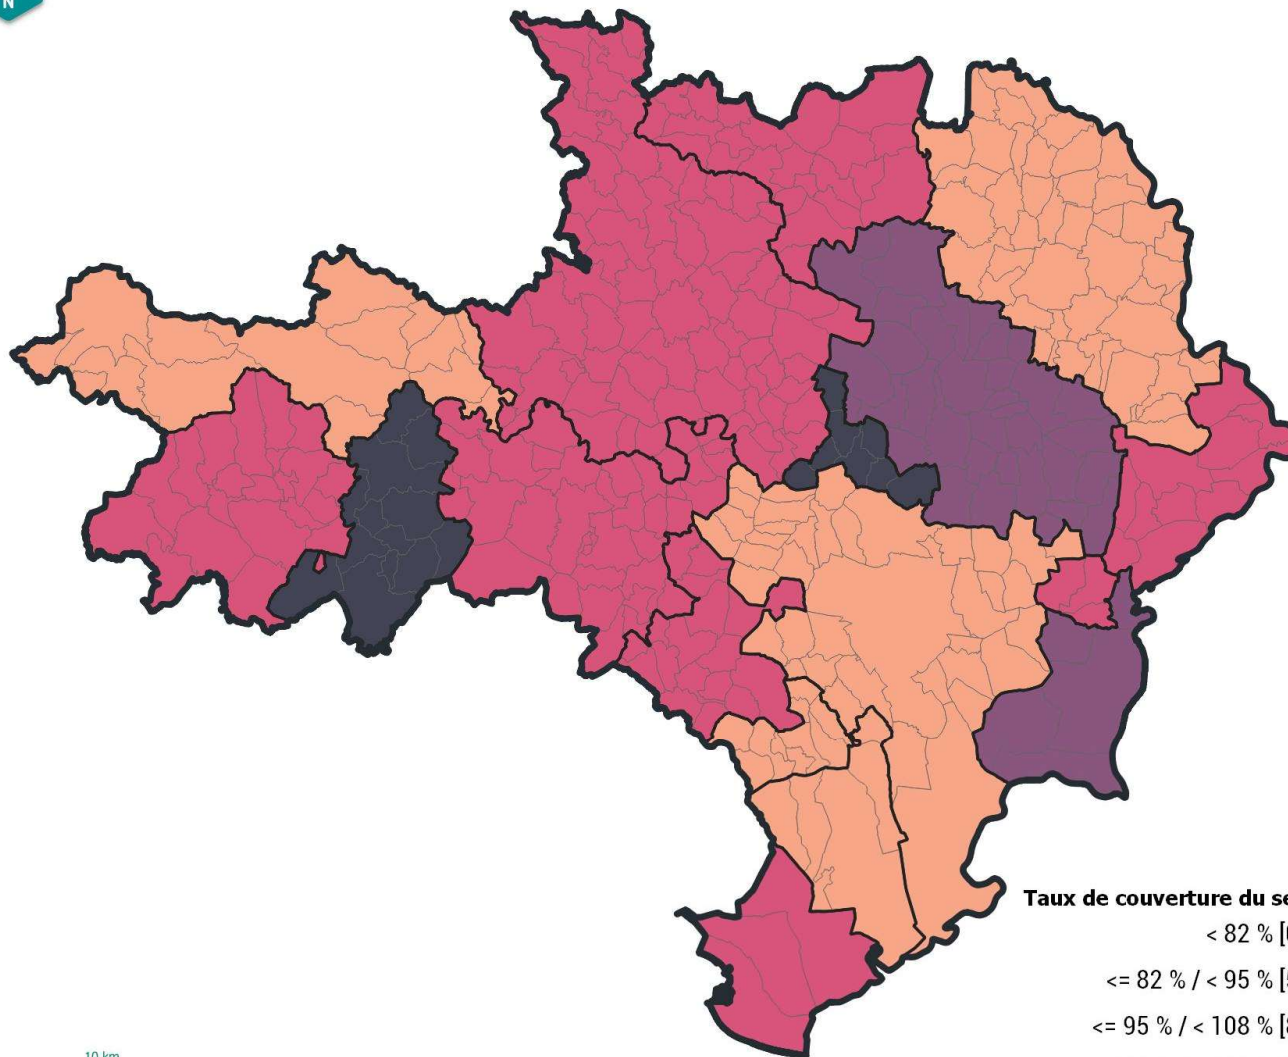 N
Taux de couverture du se
< 82 % [
<= 82 % / < 95 % [
<= 95 % / < 108 % [
10 km